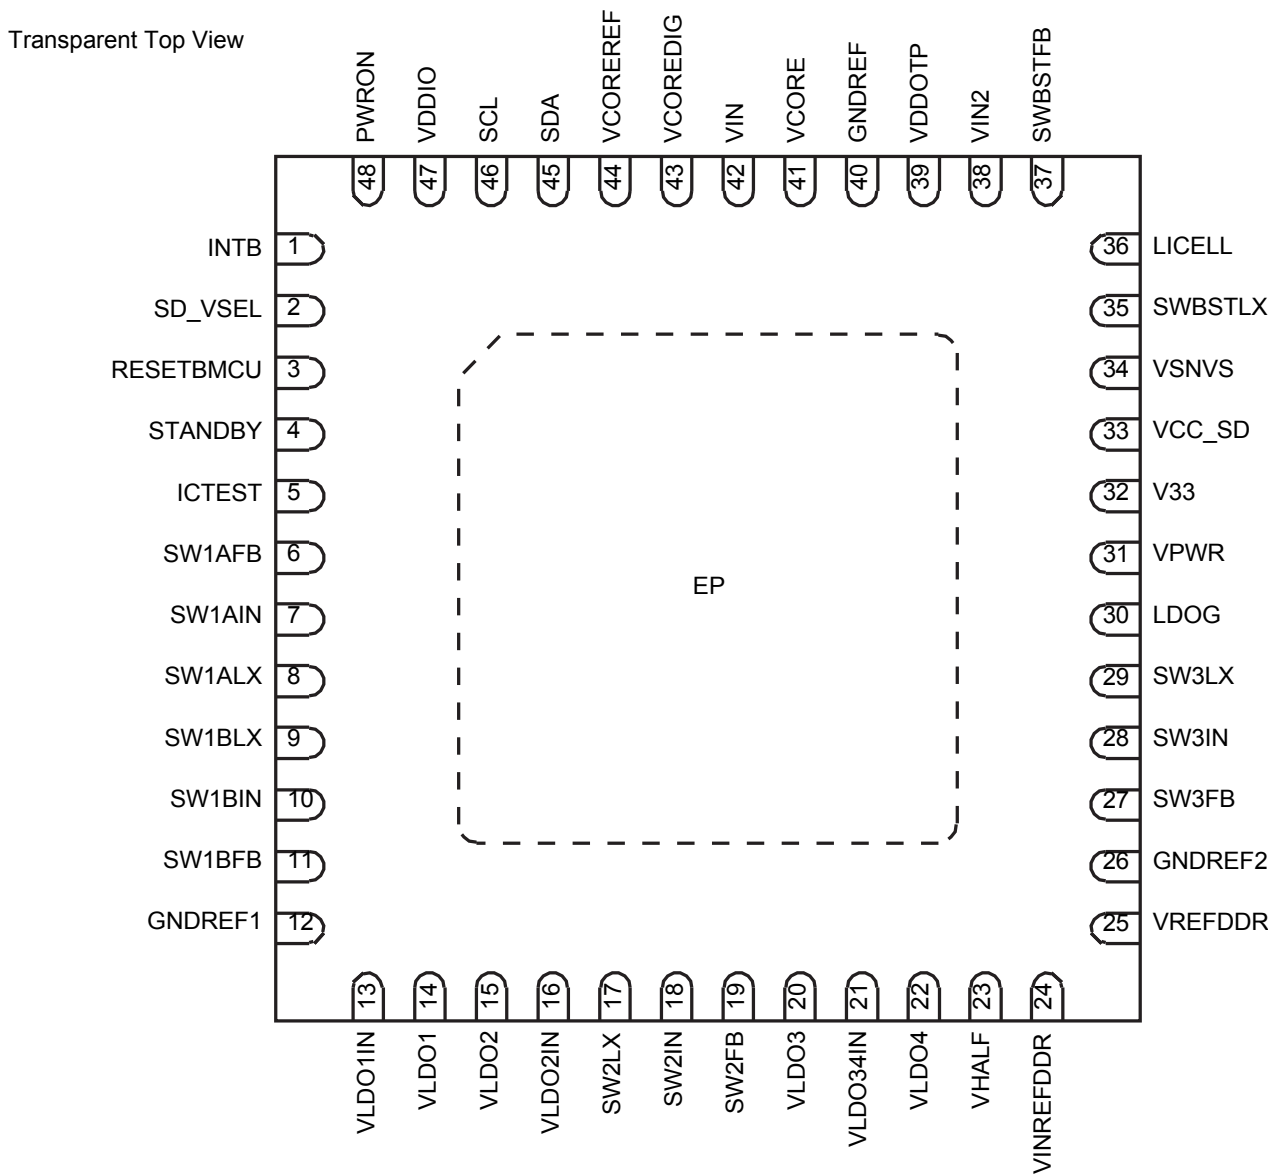 Transparent Top View
PWRON
VDDIO
SCL
SDA
VCOREREF
VCOREDIG
VIN
VCORE
GNDREF
VDDOTP
VIN2
SWBSTFB
48
47
46
45
44
43
42
41
40
39
38
37
INTB 1
SD_VSEL 2
RESETBMCU 3
STANDBY 4
ICTEST 5
SW1AFB 6
SW1AIN 7
SW1ALX 8
SW1BLX 9
SW1BIN 10
SW1BFB 11
GNDREF1 12
EP
36 LICELL
35 SWBSTLX
34 VSNVS
33 VCC_SD
32 V33
31 VPWR
30 LDOG
29 SW3LX
28 SW3IN
27 SW3FB
26 GNDREF2
25 VREFDDR
13
14
15
16
17
18
19
20
21
22
23
24
VLDO1IN
VLDO1
VLDO2
VLDO2IN
SW2LX
SW2IN
SW2FB
VLDO3
VLDO34IN
VLDO4
VHALF
VINREFDDR